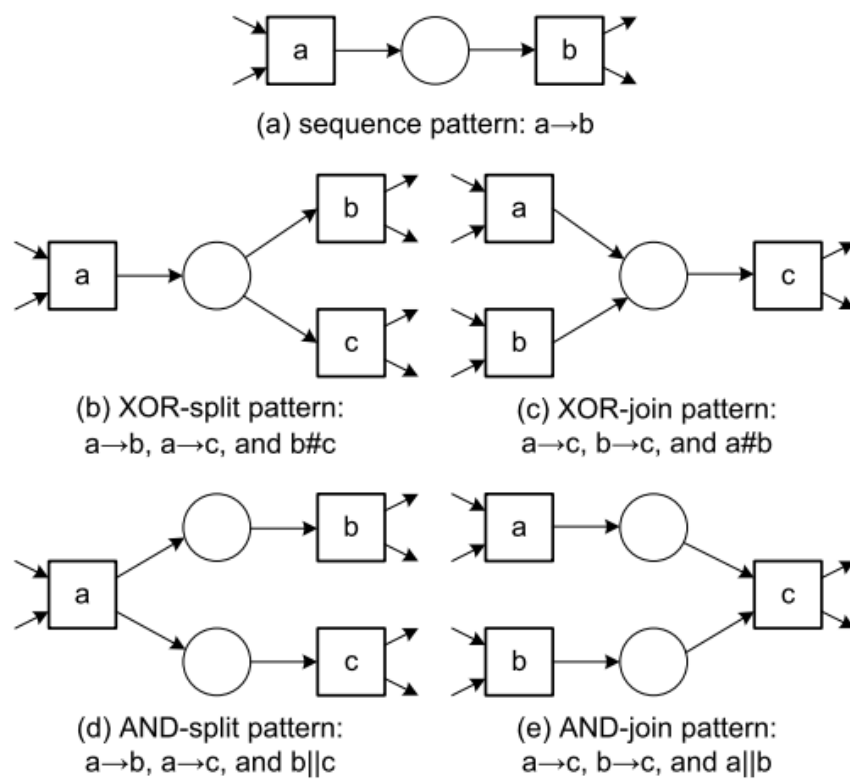 a b
(a) sequence pattern: a→b
a b c
(b) XOR-split pattern:
a→b, a→c, and b#c
a b c
(c) XOR-join pattern:
a→c, b→c, and a#b
a b c
(d) AND-split pattern:
a→b, a→c, and b||c
a b c
(e) AND-join pattern:
a→c, b→c, and a||b